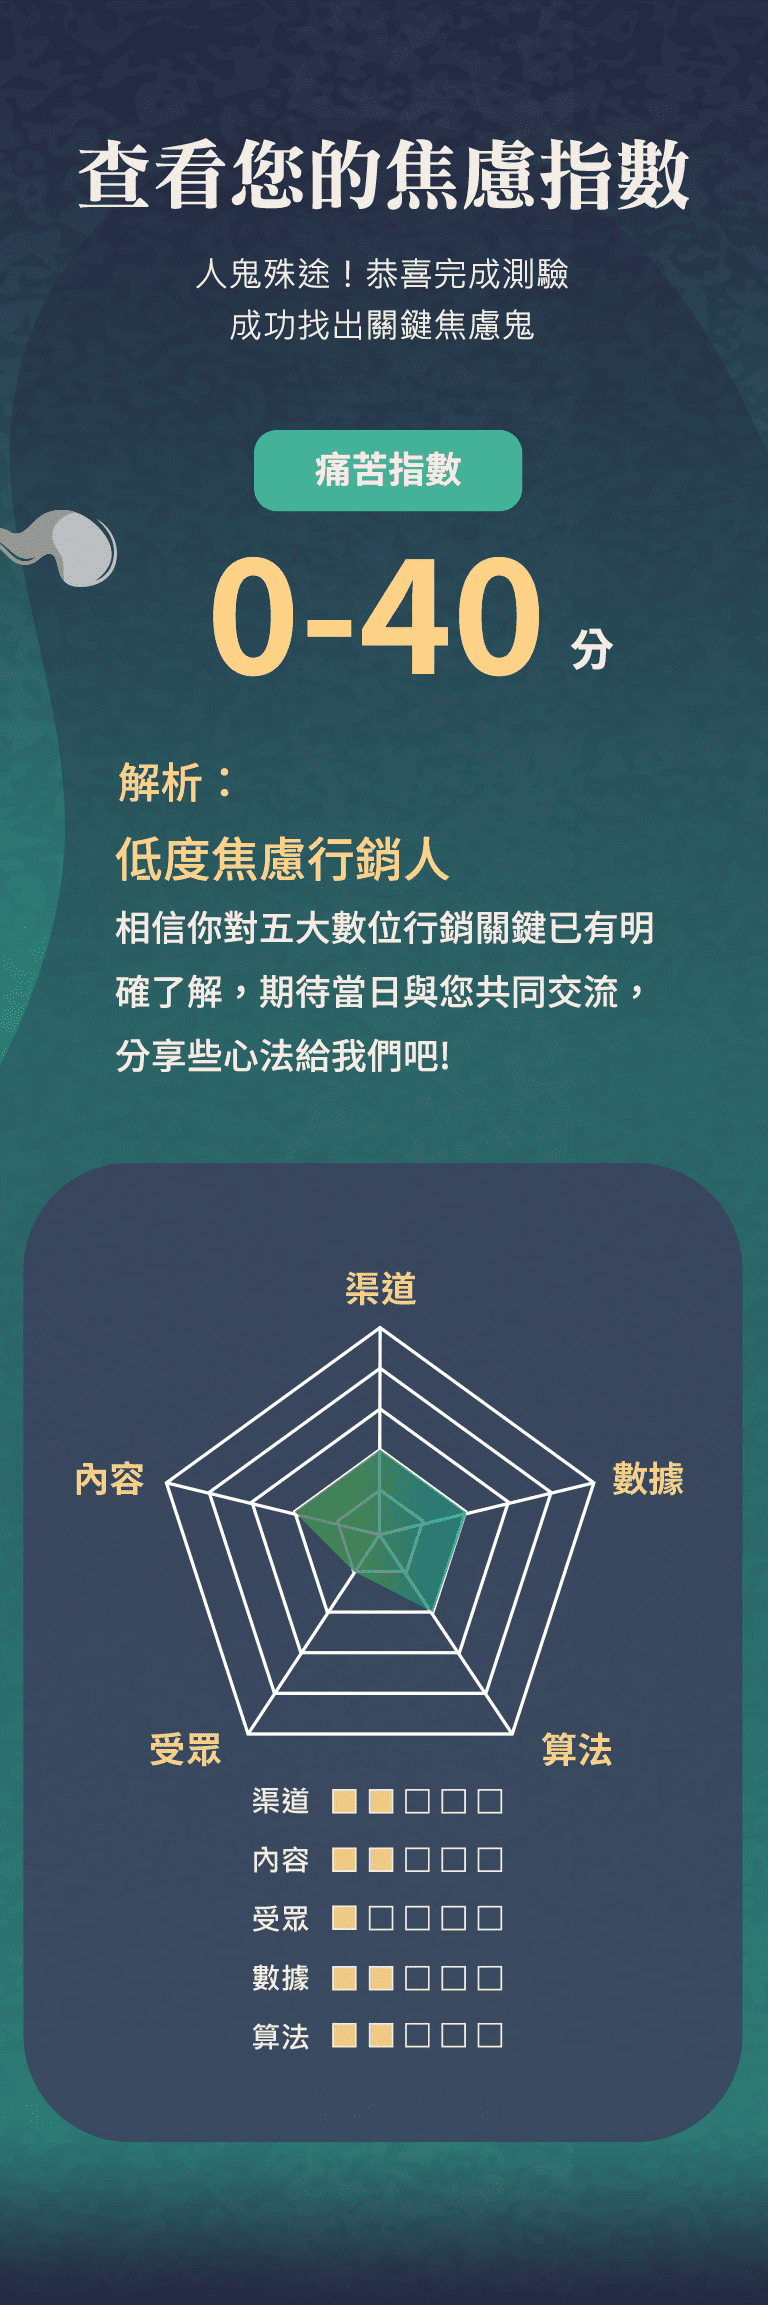 查看您的焦慮指數
人鬼殊途！恭喜完成測驗
成功找出關鍵焦慮鬼
痛苦指數
0-40 分
解析：
低度焦慮行銷人
相信你對五大數位行銷關鍵已有明
確了解，期待當日與您共同交流，
分享些心法給我們吧!
渠道
內容
數據
受眾
算法
渠道
內容
受眾
數據
算法